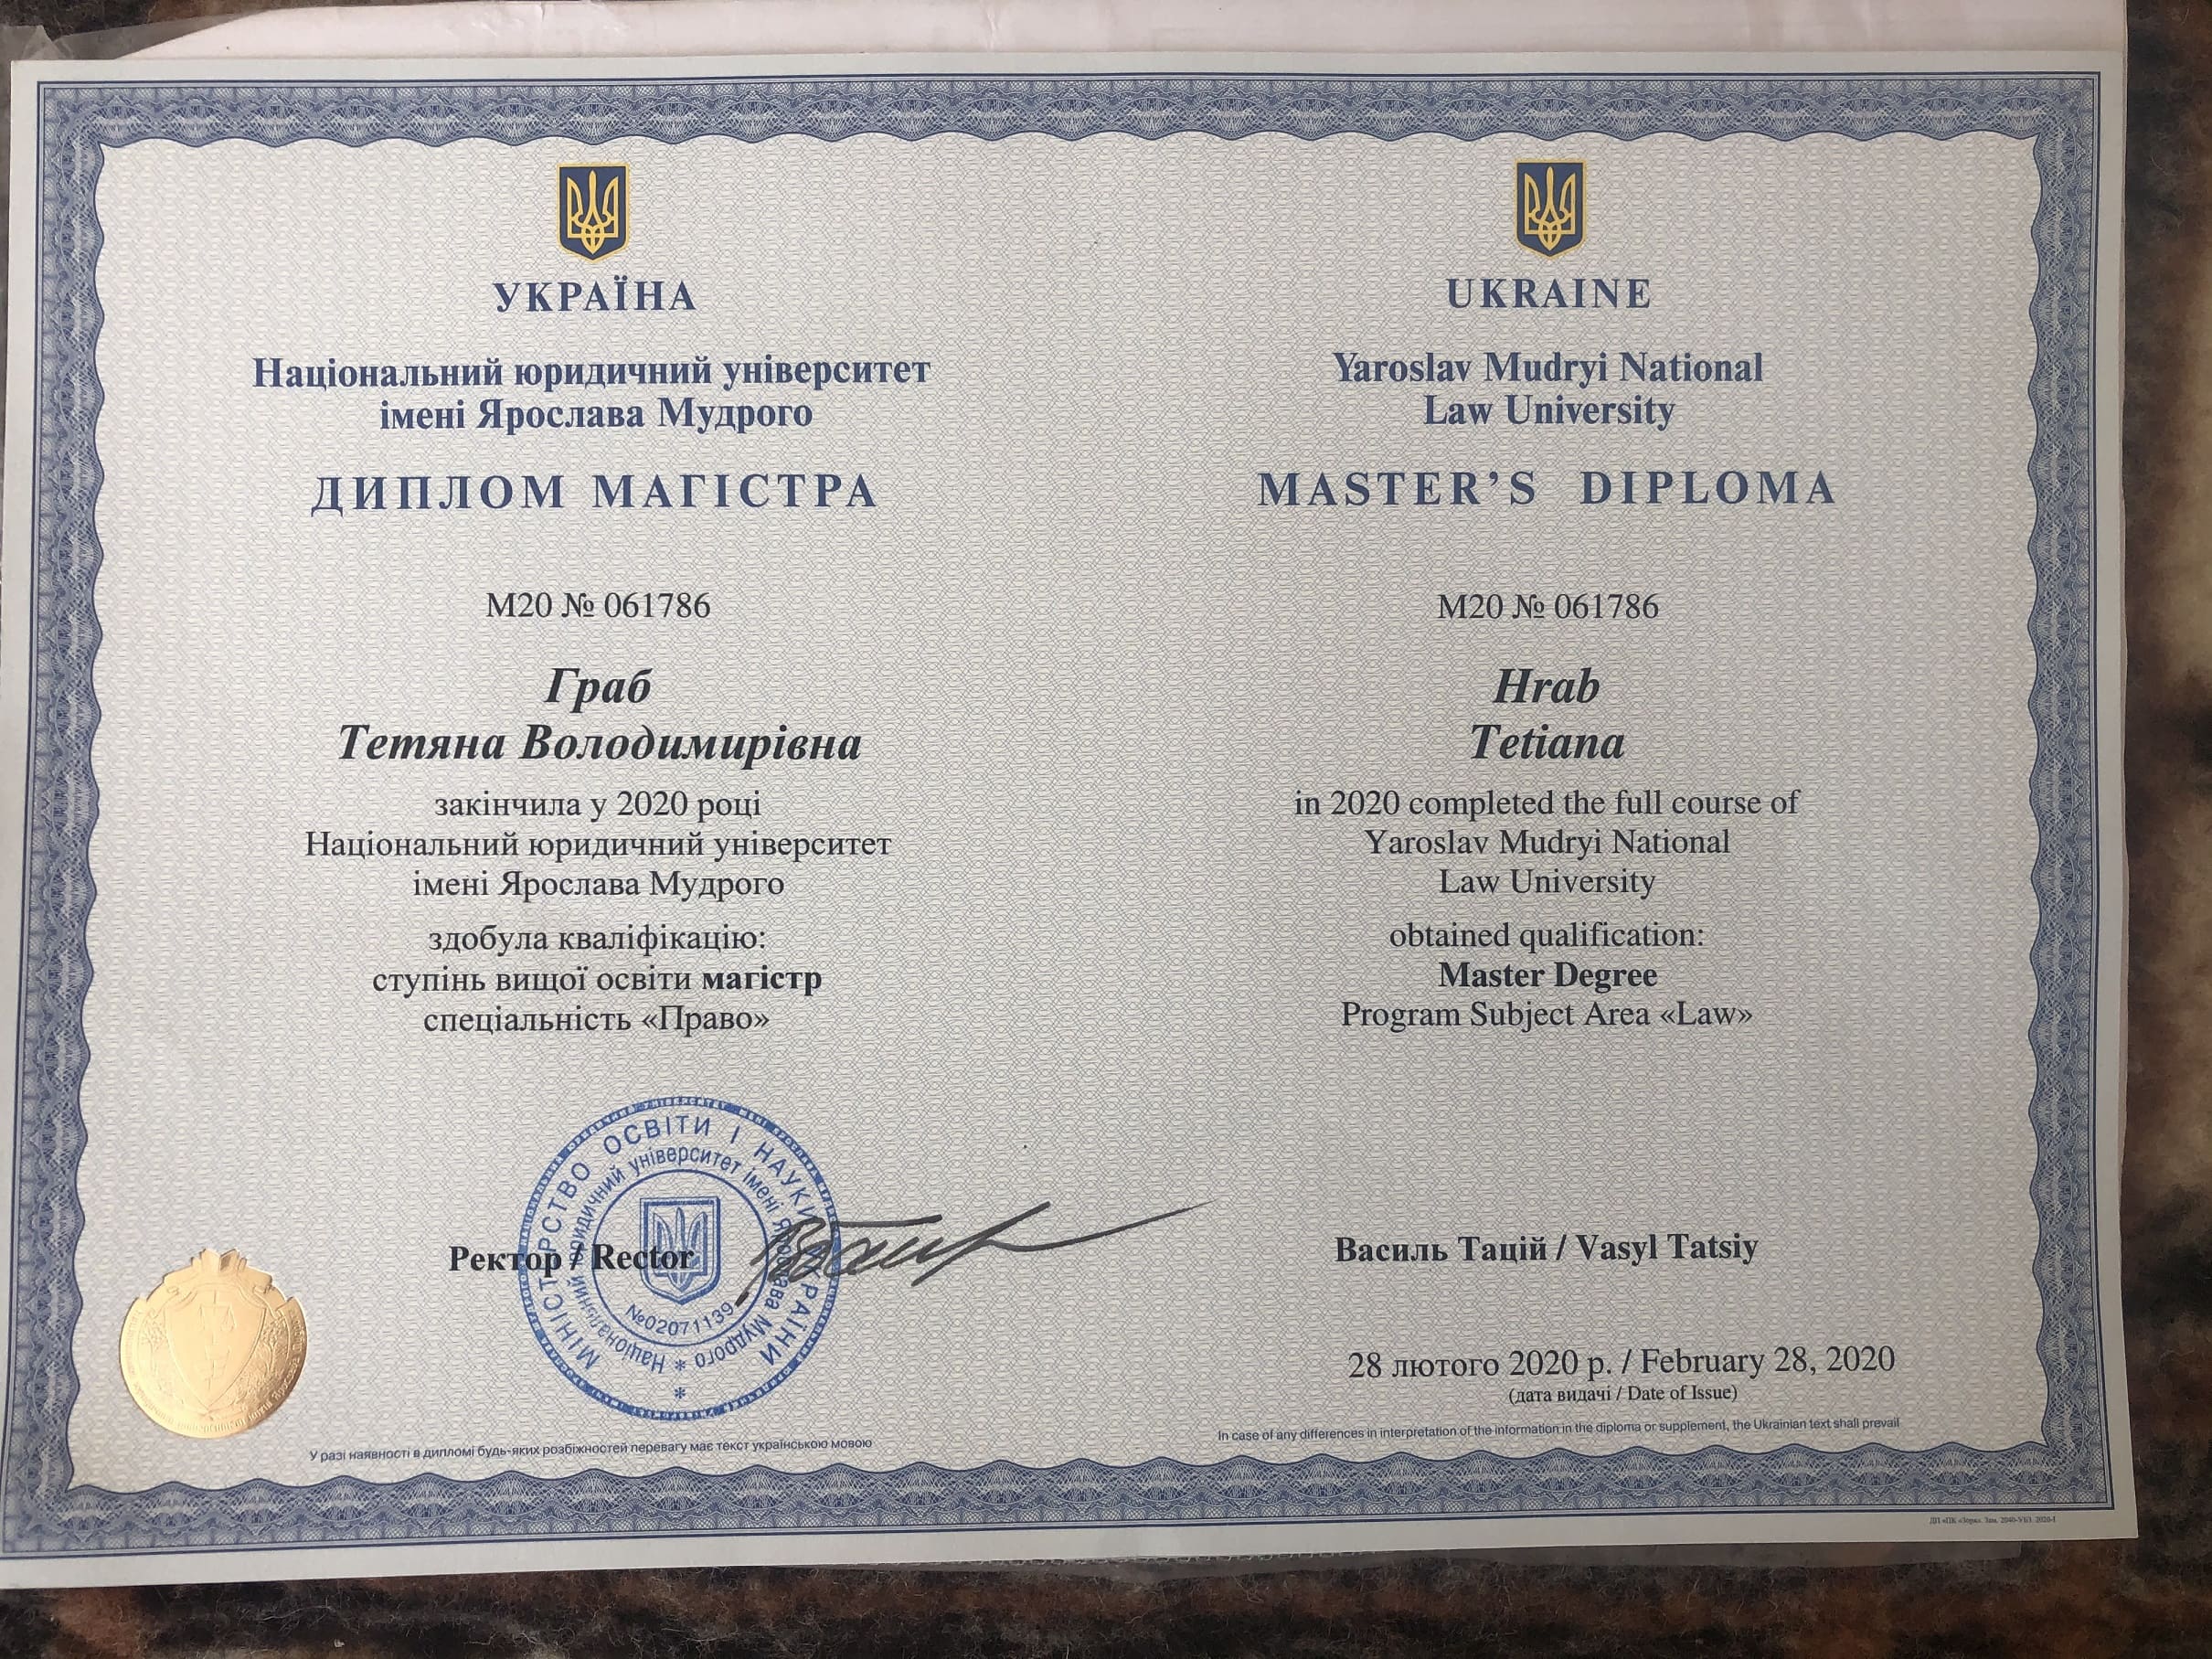 УКРАЇНА
Національний юридичний університет
імені Ярослава Мудрого
ДИПЛОМ МАГІСТРА
М20 № 061786
Граб
Тетяна Володимирівна
закінчила у 2020 році
Національний юридичний університет
імені Ярослава Мудрого
здобула кваліфікацію:
ступінь вищої освіти магістр
спеціальність «Право»
UKRAINE
Yaroslav Mudryi National
Law University
MASTER'S DIPLOMA
M20 № 061786
Hrab
Tetiana
in 2020 completed the full course of
Yaroslav Mudryi National
Law University
obtained qualification:
Master Degree
Program Subject Area «Law»
МІНІСТЕРСТВО ОСВІТИ І НАУКИ УКРАЇНИ
Національний юридичний університет імені Ярослава Мудрого
№02071139
Ректор / Rector
Василь Тацій / Vasyl Tatsiy
28 лютого 2020 р. / February 28, 2020
(дата видачі / Date of Issue)
У разі наявності в дипломі будь-яких розбіжностей перевагу має текст українською мовою
In case of any differences in interpretation of the information in the diploma or supplement, the Ukrainian text shall prevail